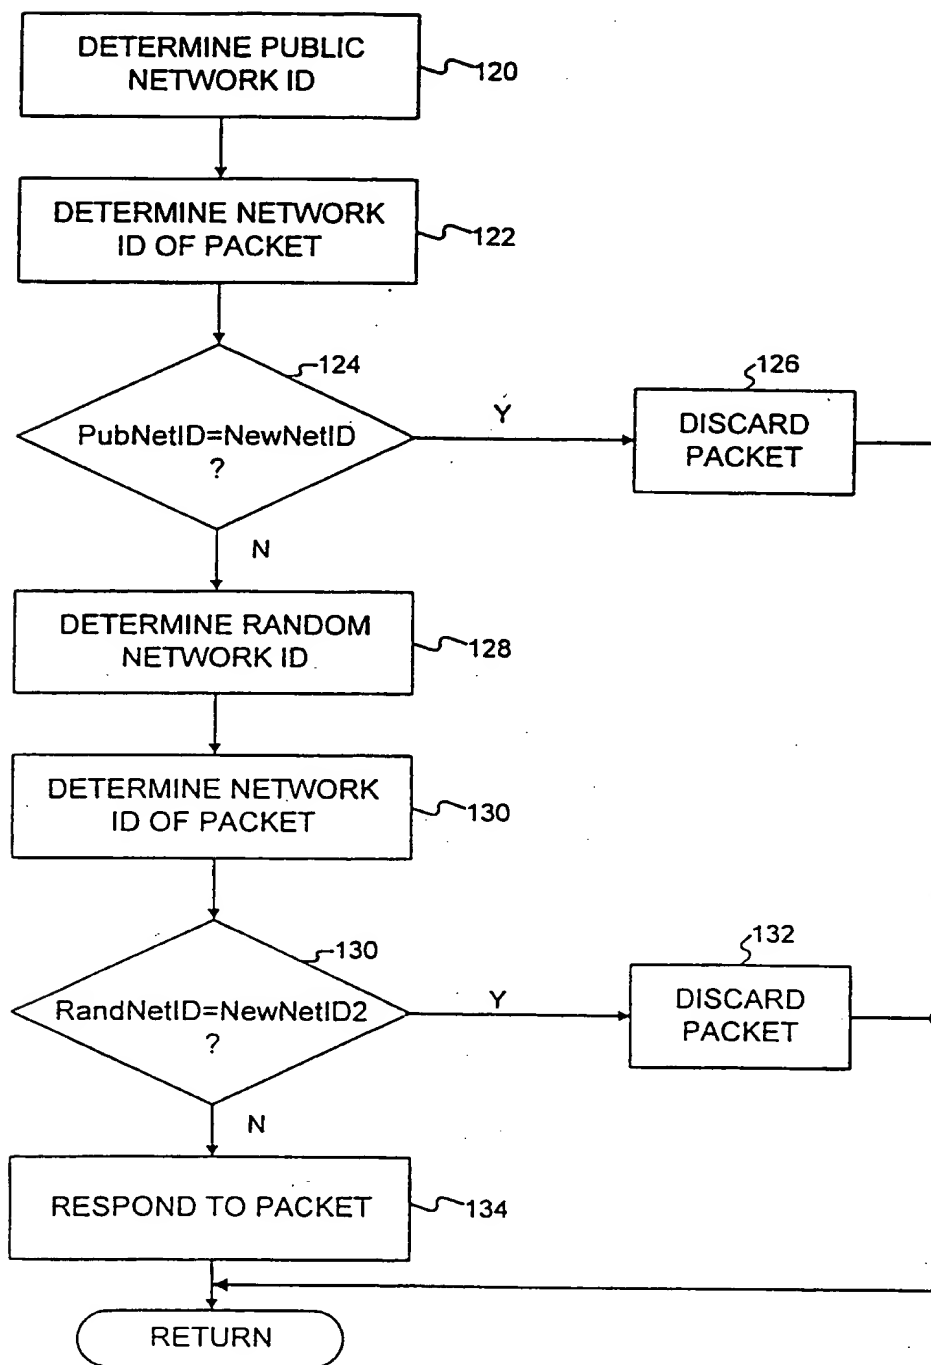 DETERMINE PUBLIC
NETWORK ID
120
DETERMINE NETWORK
ID OF PACKET
122
124
PubNetID=NewNetID
?
Y
126
DISCARD
PACKET
N
DETERMINE RANDOM
NETWORK ID
128
DETERMINE NETWORK
ID OF PACKET
130
130
RandNetID=NewNetID2
?
Y
132
DISCARD
PACKET
N
RESPOND TO PACKET
134
RETURN